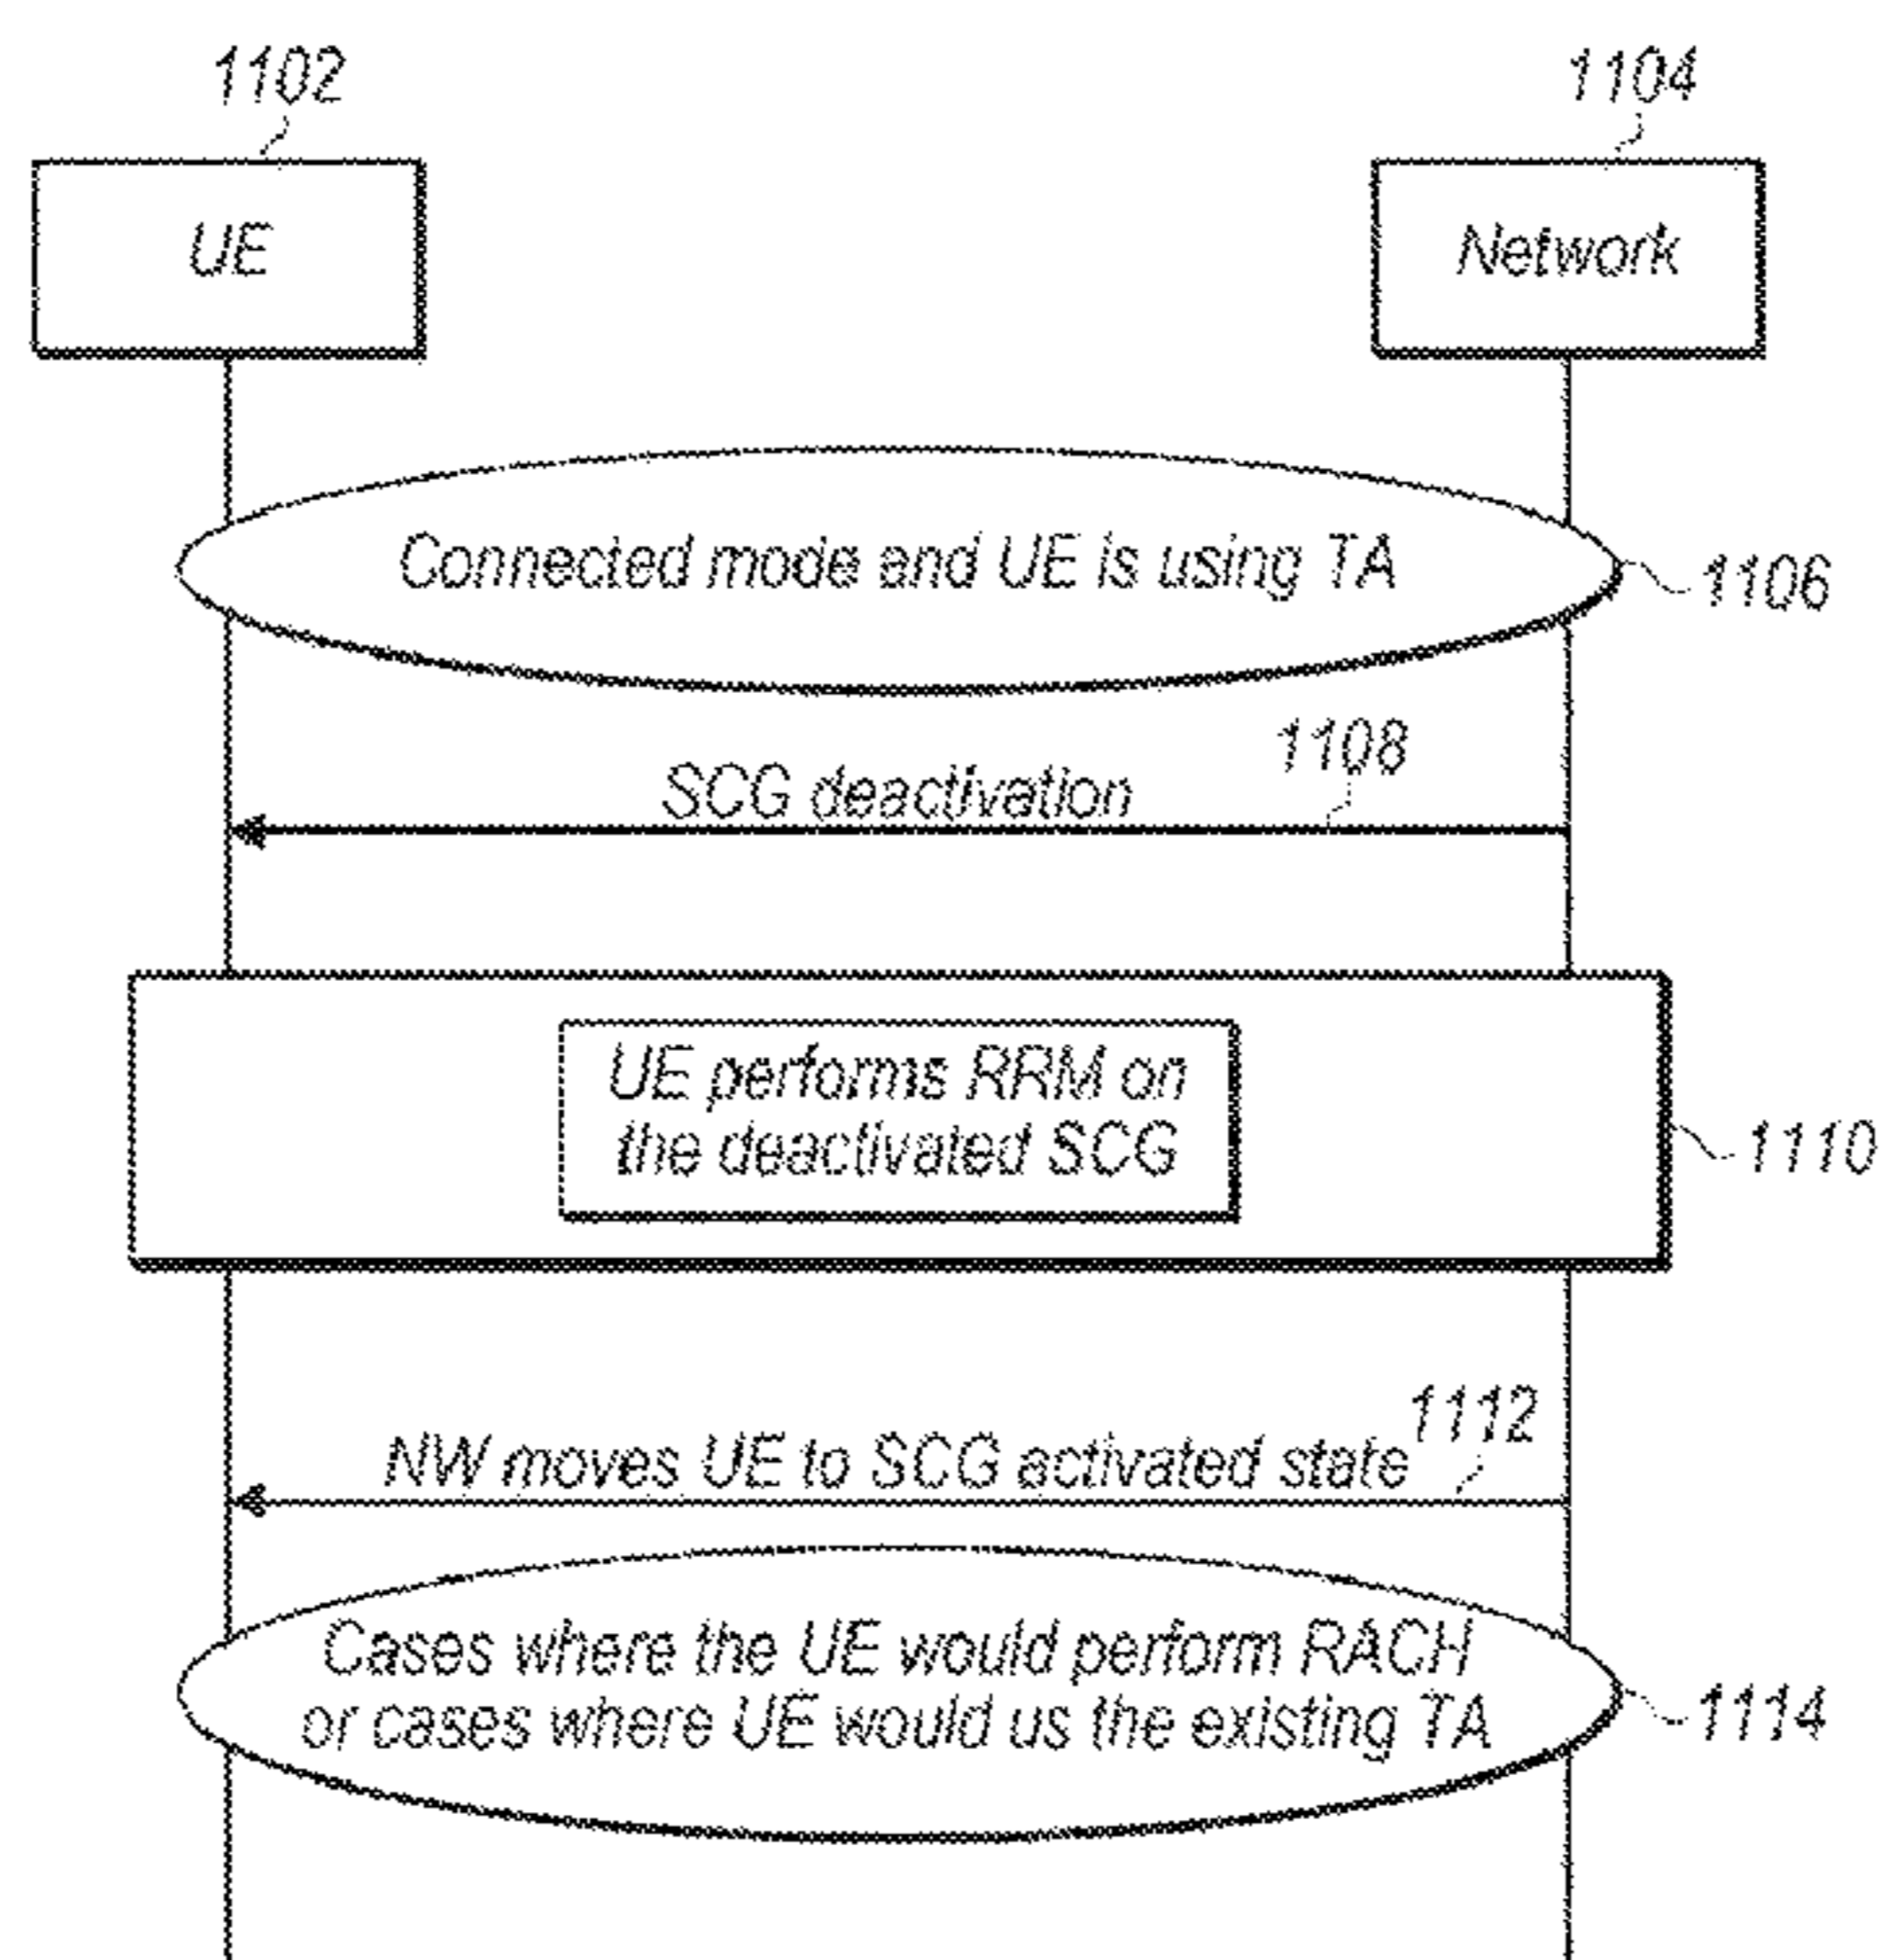 1102
1104
UE
Network
Connected mode and UE is using TA
1106
1108
SCG deactivation
UE performs RRM on
the deactivated SCG
1110
1112
NW moves UE to SCG activated state
Cases where the UE would perform RACH
or cases where UE would us the existing TA
1114